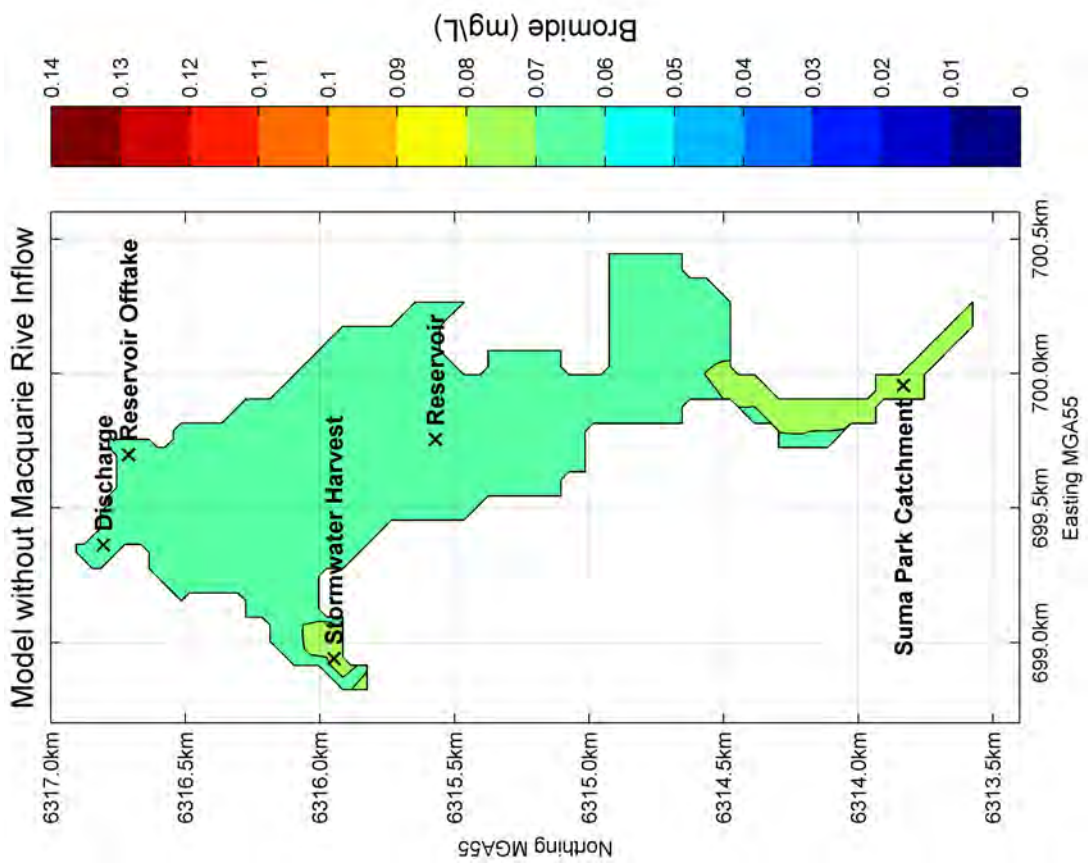 Model without Macquarie Rive Inflow
Discharge
Reservoir Offtake
Stormwater Harvest
Reservoir
Suma Park Catchment
6317.0km
6316.5km
6316.0km
6315.5km
6315.0km
6314.5km
6314.0km
6313.5km
Northing MGA55
699.0km
699.5km
700.0km
700.5km
Easting MGA55
0.14
0.13
0.12
0.11
0.1
0.09
0.08
0.07
0.06
0.05
0.04
0.03
0.02
0.01
0
Bromide (mg\L)